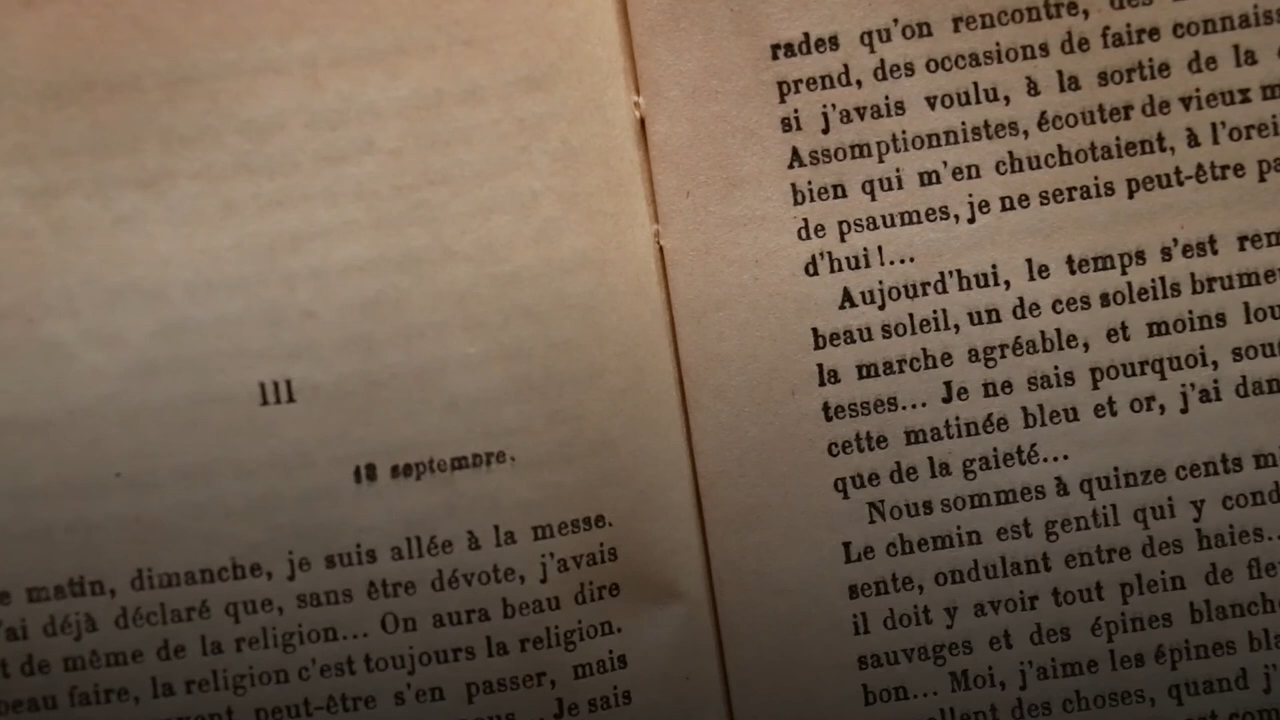 III
18 septembre.
matin, dimanche, je suis allée à la messe.
déjà déclaré que, sans être dévote, j'avais
de même de la religion... On aura beau dire
beau faire, la religion c'est toujours la religion.
peut-être s'en passer, mais
Je sais
rades qu'on rencontre,
prend, des occasions de faire connaiss
si j'avais voulu, à la sortie de la
Assomptionnistes, écouter de vieux m
bien qui m'en chuchotaient, à l'orei
de psaumes, je ne serais peut-être pa
d'hui !...
Aujourd'hui, le temps s'est rem
beau soleil, un de ces soleils brume
la marche agréable, et moins lou
tesses... Je ne sais pourquoi, sou
cette matinée bleu et or, j'ai dan
que de la gaieté...
Nous sommes à quinze cents m
Le chemin est gentil qui y cond
sente, ondulant entre des haies...
il doit y avoir tout plein de fle
sauvages et des épines blanch
bon... Moi, j'aime les épines bla
des choses, quand j'